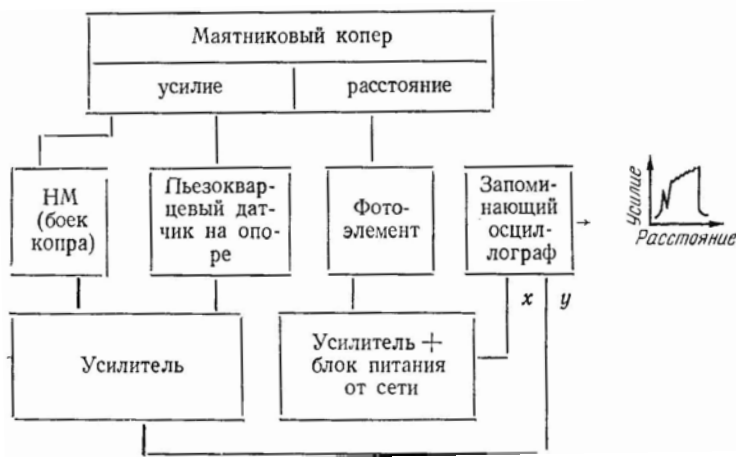 Маятниковый копер
усилие
расстояние
НМ
(боек
копра)
Пьезоквар-
цевый дат-
чик на опо-
ре
Фото-
элемент
Запоми-
нающий
осцил-
лограф
Усилие
Расстояние
x
y
Усилитель
Усилитель +
блок питания
от сети